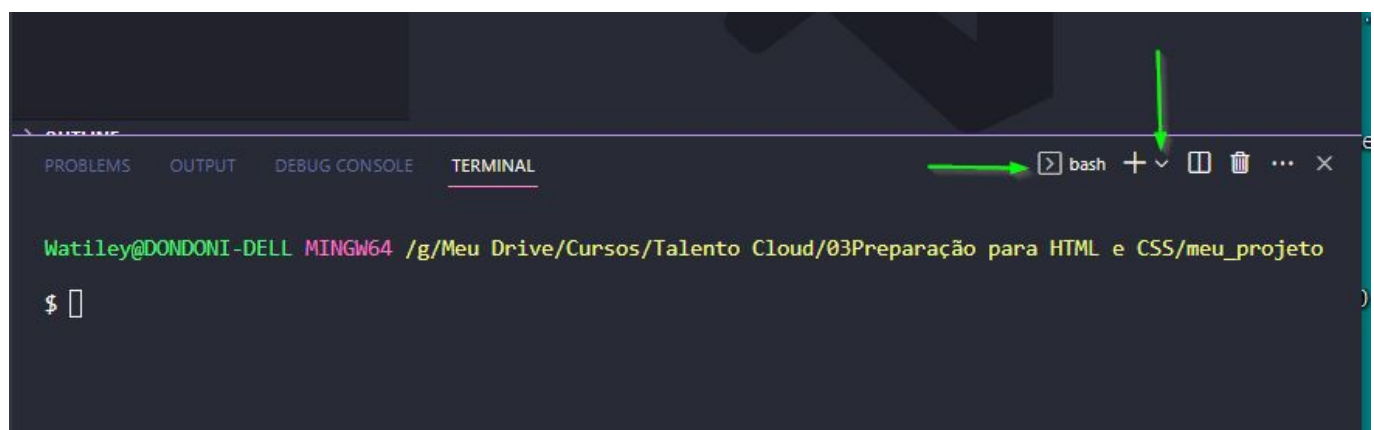 OUTLINE
PROBLEMS OUTPUT DEBUG CONSOLE TERMINAL bash
Watiley@DONDONI-DELL MINGW64 /g/Meu Drive/Cursos/Talento Cloud/03Preparação para HTML e CSS/meu_projeto
$